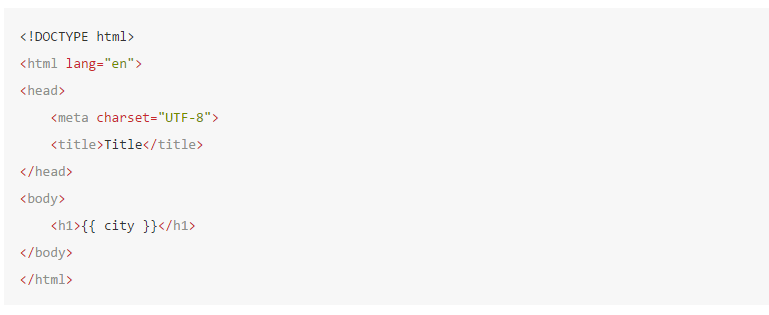 <!DOCTYPE html>
<html lang="en">
<head>
    <meta charset="UTF-8">
    <title>Title</title>
</head>
<body>
    <h1>{{ city }}</h1>
</body>
</html>